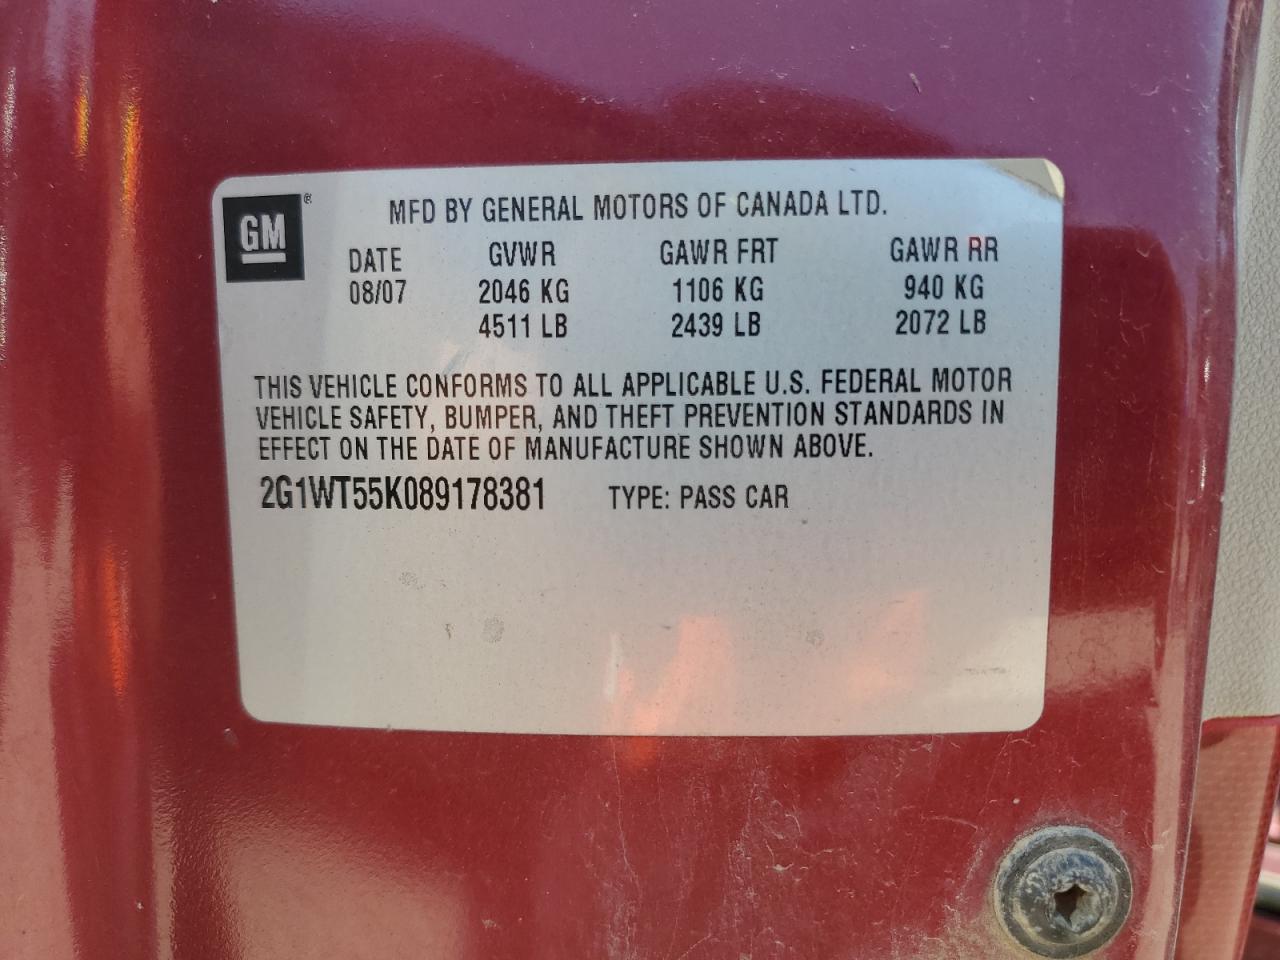 GM®
MFD BY GENERAL MOTORS OF CANADA LTD.
DATE GVWR GAWR FRT GAWR RR
08/07 2046 KG 1106 KG 940 KG
4511 LB 2439 LB 2072 LB
THIS VEHICLE CONFORMS TO ALL APPLICABLE U.S. FEDERAL MOTOR
VEHICLE SAFETY, BUMPER, AND THEFT PREVENTION STANDARDS IN
EFFECT ON THE DATE OF MANUFACTURE SHOWN ABOVE.
2G1WT55K089178381 TYPE: PASS CAR